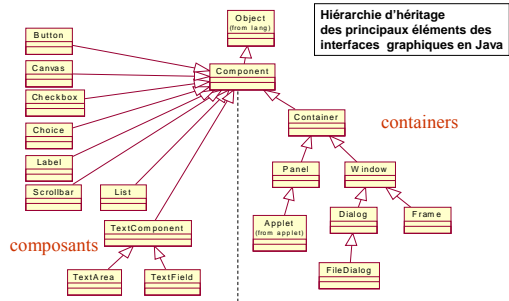 Hiérarchie d'héritage
des principaux éléments des
interfaces graphiques en Java
Object
(from lang)
Button
Canvas
Component
Checkbox
Container
containers
Choice
Label
Panel
Window
Scrollbar
List
Applet
(from applet)
Dialog
Frame
TextComponent
composants
TextArea
TextField
FileDialog